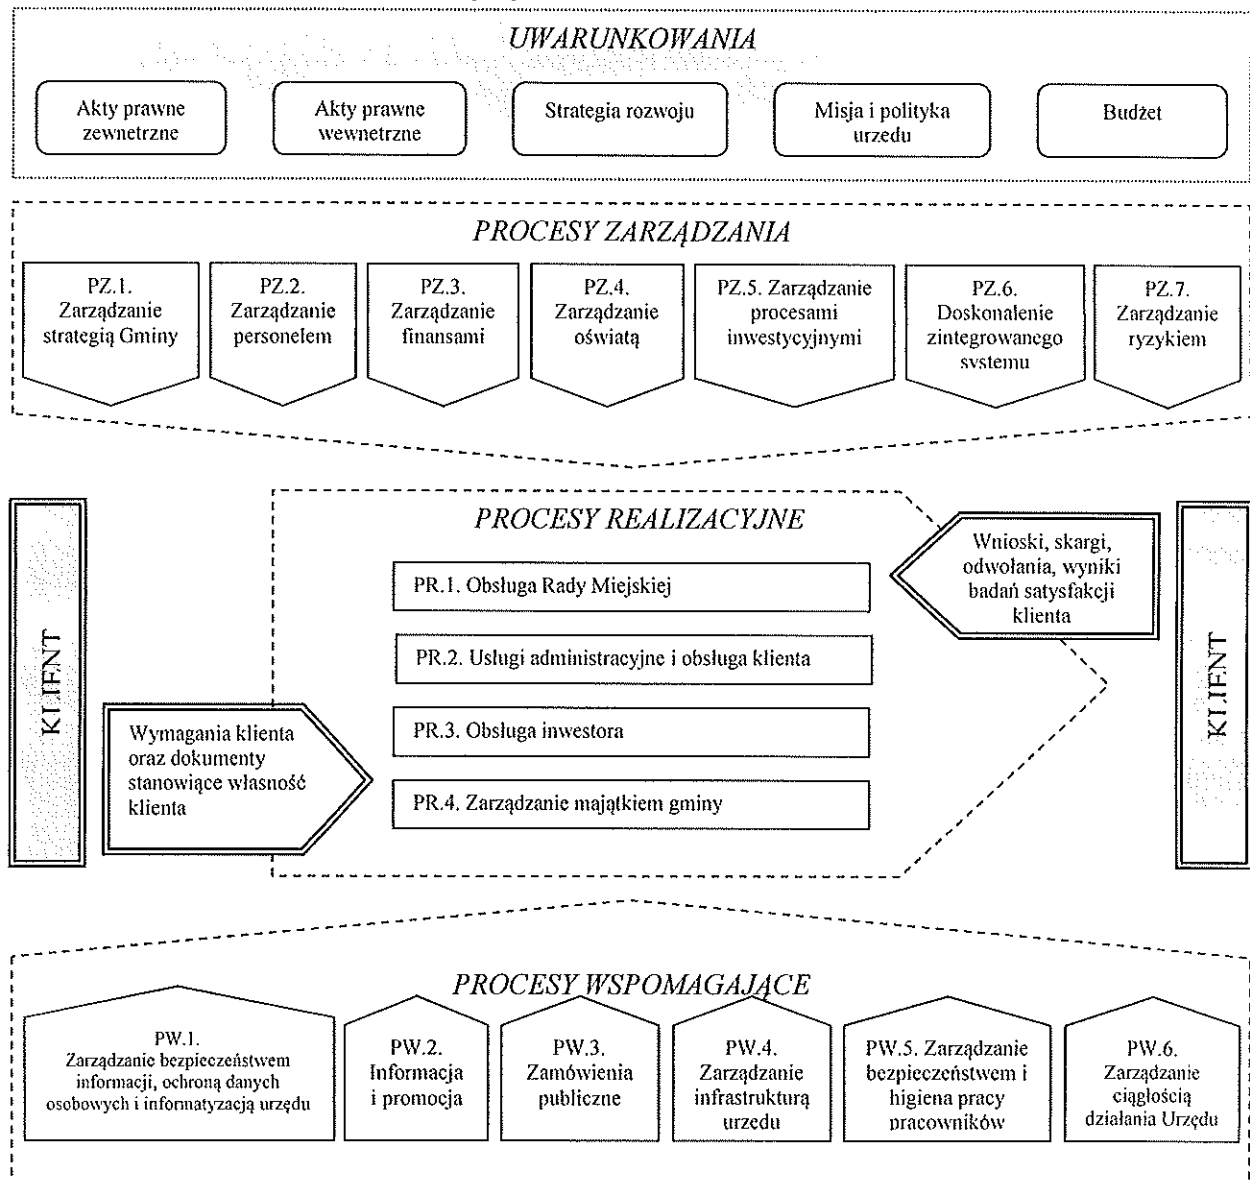 UWARUNKOWANIA
Akty prawne
zewnetrzne
Akty prawne
wewnetrzne
Strategia rozwoju
Misja i polityka
urzedu
Budżet
PROCESY ZARZĄDZANIA
PZ.1.
Zarządzanie
strategią Gminy
PZ.2.
Zarządzanie
personelem
PZ.3.
Zarządzanie
finansami
PZ.4.
Zarządzanie
oświatą
PZ.5. Zarządzanie
procesami
inwestycyjnymi
PZ.6.
Doskonalenie
zintegrowanego
systemu
PZ.7.
Zarządzanie
ryzykiem
KLIENT
PROCESY REALIZACYJNE
Wnioski, skargi,
odwołania, wyniki
badań satysfakcji
klienta
KLIENT
PR.1. Obsługa Rady Miejskiej
PR.2. Usługi administracyjne i obsługa klienta
PR.3. Obsługa inwestora
PR.4. Zarządzanie majątkiem gminy
Wymagania klienta
oraz dokumenty
stanowiące własność
klienta
PROCESY WSPOMAGAJĄCE
PW.1.
Zarządzanie bezpieczeństwem
informacji, ochroną danych
osobowych i informatyzacją urzędu
PW.2.
Informacja
i promocja
PW.3.
Zamówienia
publiczne
PW.4.
Zarządzanie
infrastrukturą
urzedu
PW.5. Zarządzanie
bezpieczeństwem i
higiena pracy
pracowników
PW.6.
Zarządzanie
ciągłością
działania Urzędu